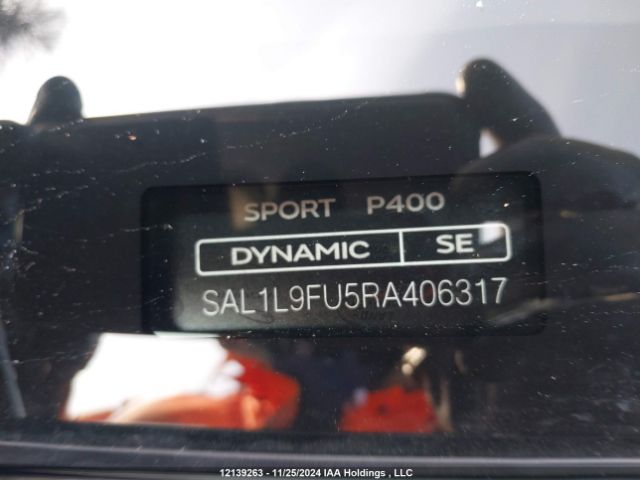 SPORT P400
DYNAMIC SE
SAL1L9FU5RA406317
12139263 - 11/25/2024 IAA Holdings , LLC